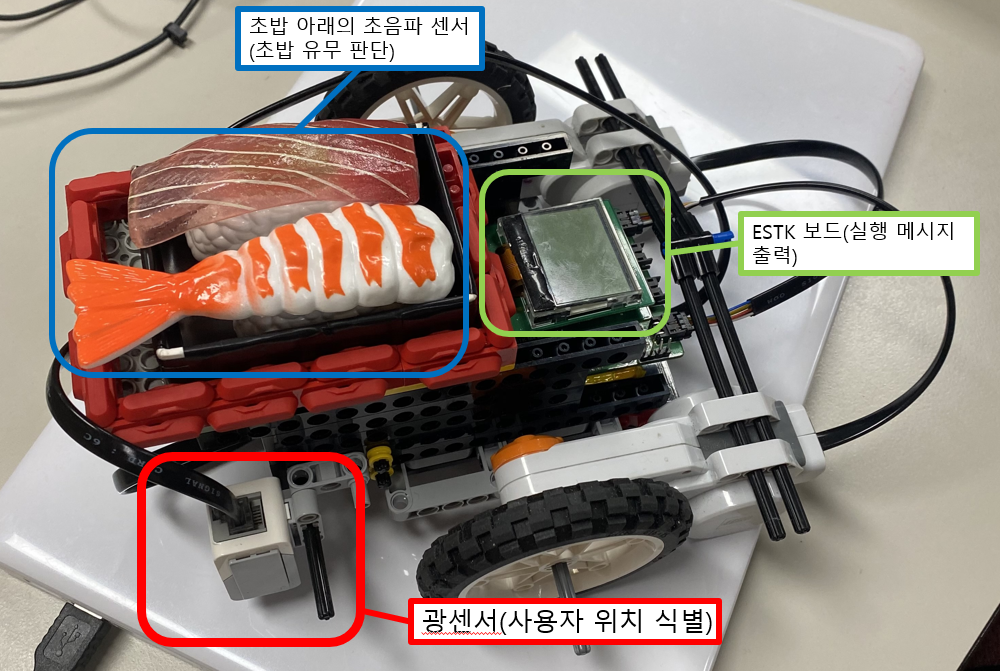 초밥 아래의 초음파 센서
(초밥 유무 판단)
ESTK 보드(실행 메시지
출력)
SIGNAL
광센서(사용자 위치 식별)